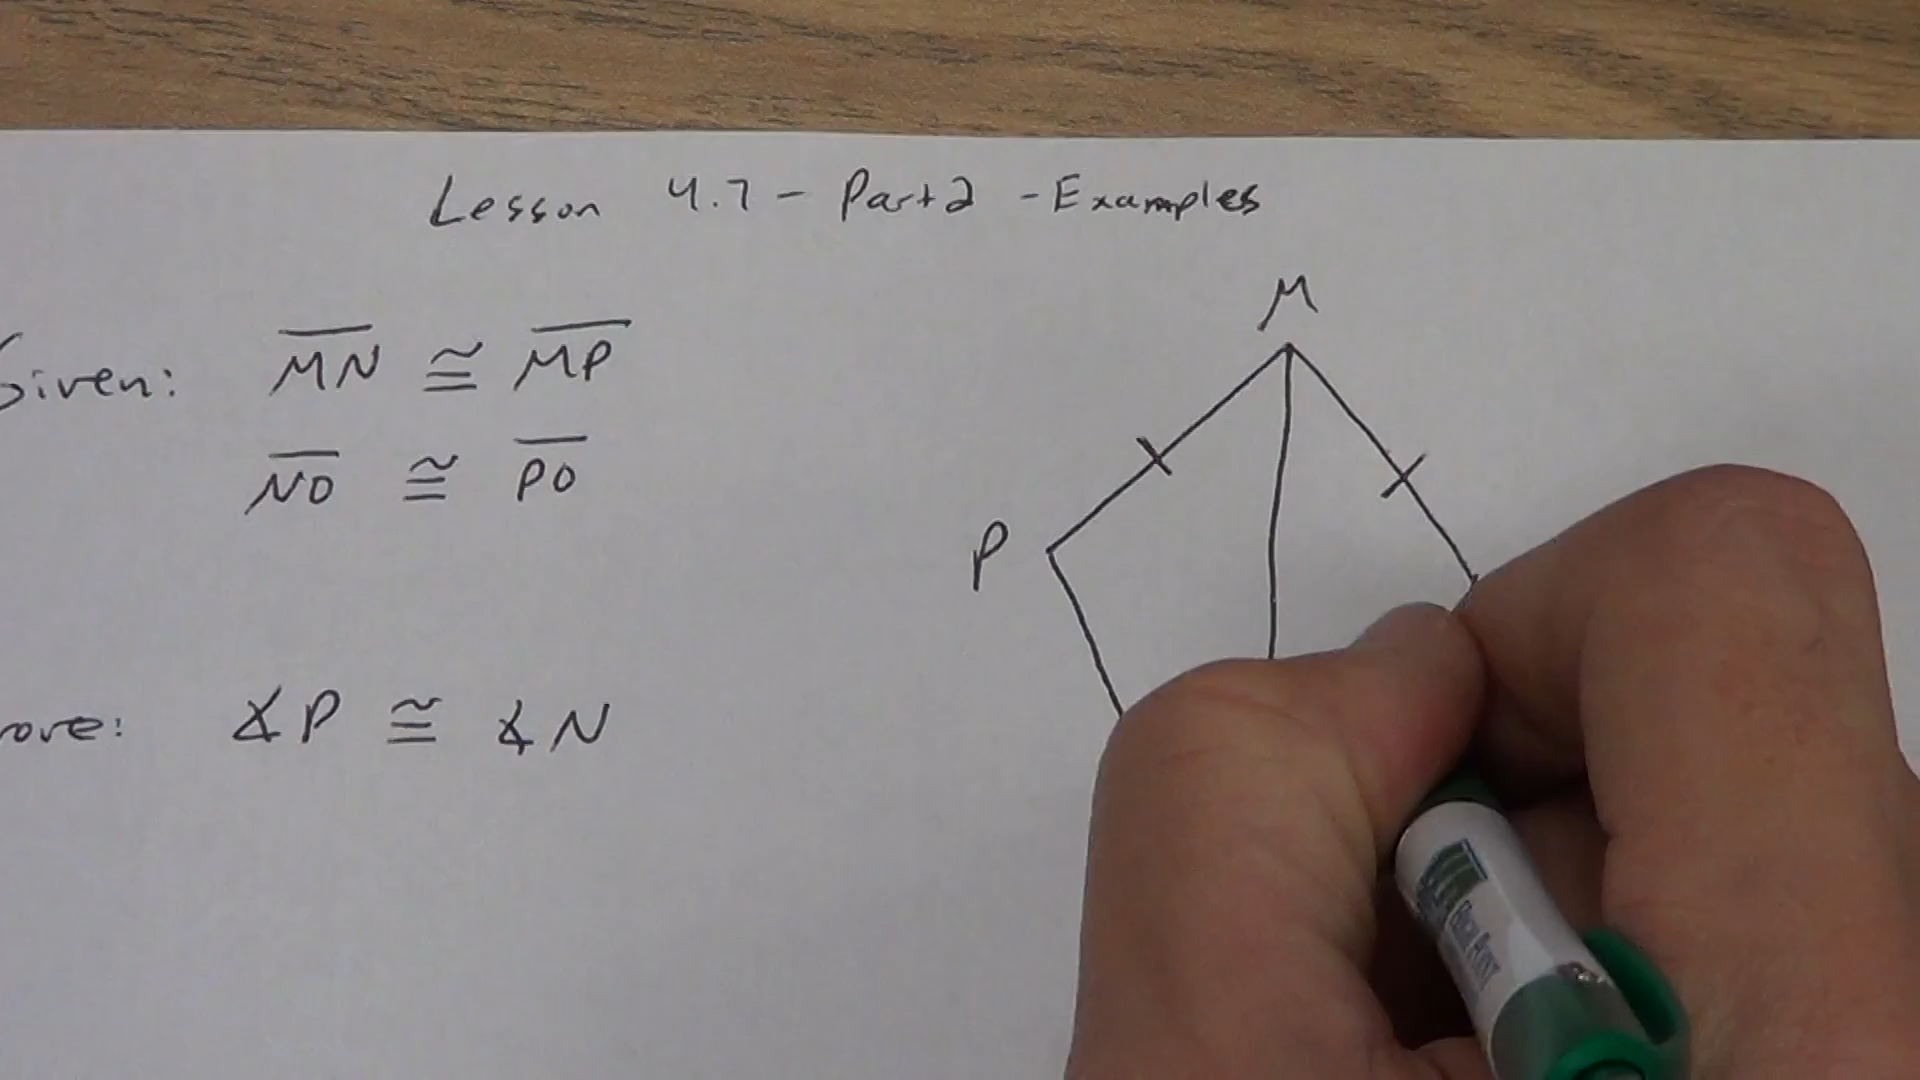 Lesson 4.7 - Part 2 - Examples
Given: MN ≅ MP
NO ≅ PO
rove: ∡P ≅ ∡N
M
P